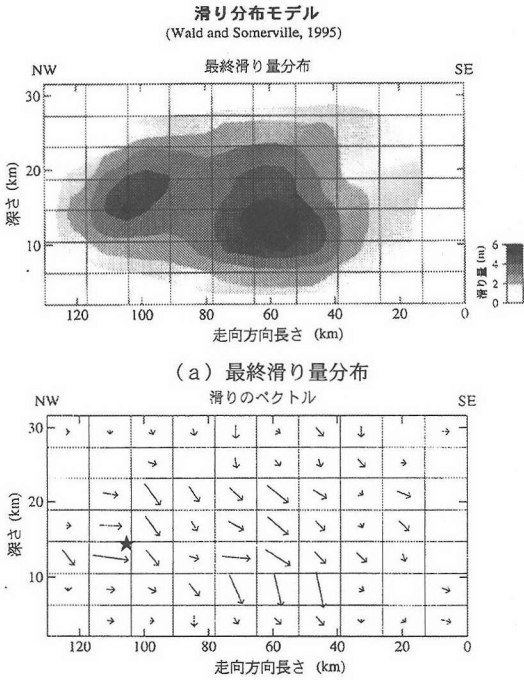 滑り分布モデル
(Wald and Somerville, 1995)
NW 最終滑り量分布 SE
30
20
10
深さ (km)
120 100 80 60 40 20 0
走向方向長さ (km)
滑り量 (m)
6
4
2
0
(a) 最終滑り量分布
NW 滑りのベクトル SE
30
20
10
深さ (km)
120 100 80 60 40 20 0
走向方向長さ (km)